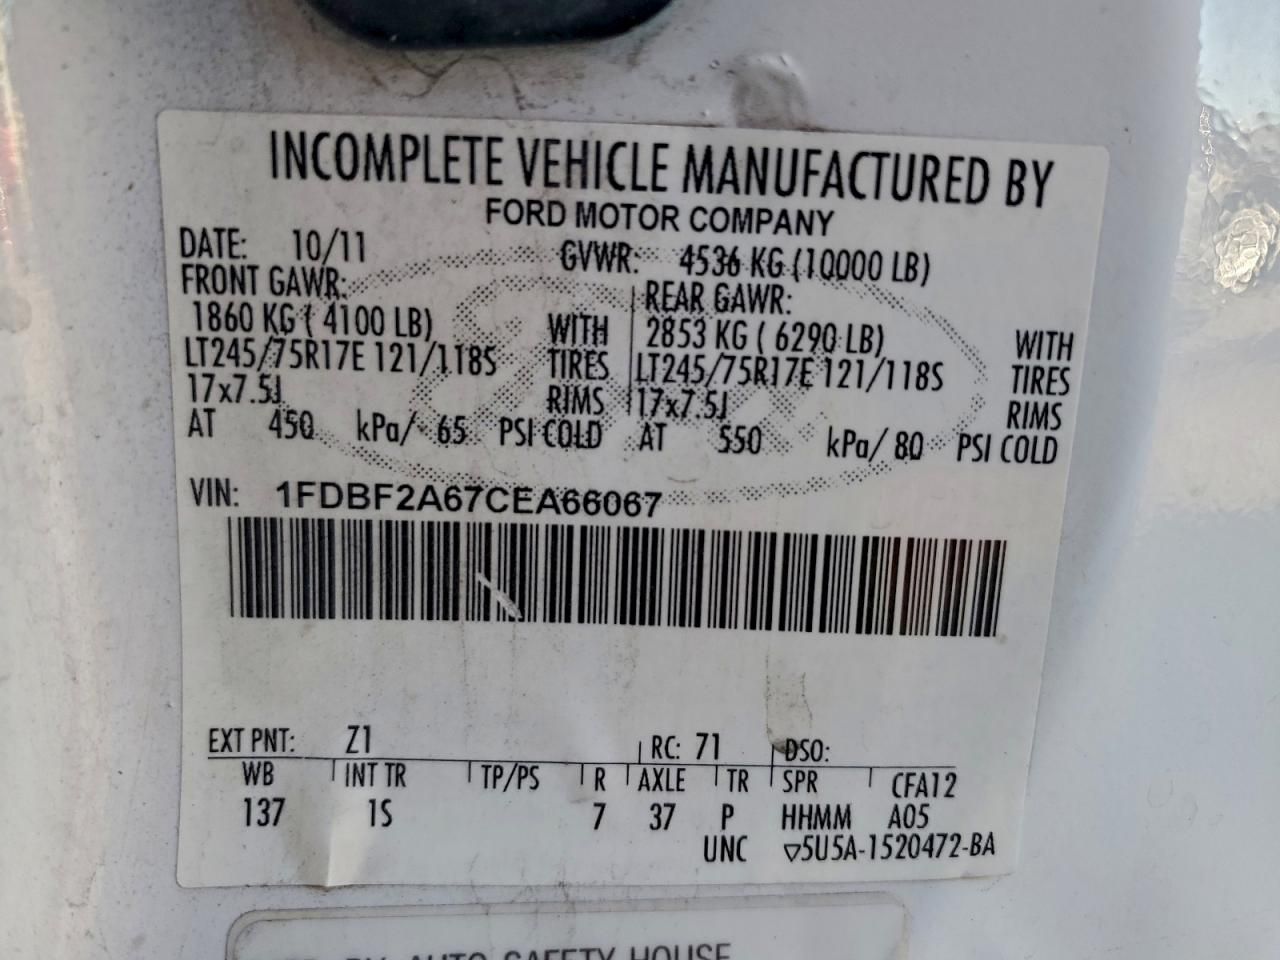 INCOMPLETE VEHICLE MANUFACTURED BY
FORD MOTOR COMPANY
DATE: 10/11 GVWR: 4536 KG (10000 LB)
FRONT GAWR: REAR GAWR:
1860 KG ( 4100 LB) WITH 2853 KG ( 6290 LB) WITH
LT245/75R17E 121/118S TIRES LT245/75R17E 121/118S TIRES
17x7.5J RIMS 17x7.5J RIMS
AT 450 kPa/ 65 PSI COLD AT 550 kPa/ 80 PSI COLD
VIN: 1FDBF2A67CEA66067
EXT PNT: Z1 RC: 71 DSO:
WB INT TR TP/PS R AXLE TR SPR CFA12
137 1S 7 37 P HHMM A05
UNC ▽5U5A-1520472-BA
BY AUTO SAFETY HOUSE